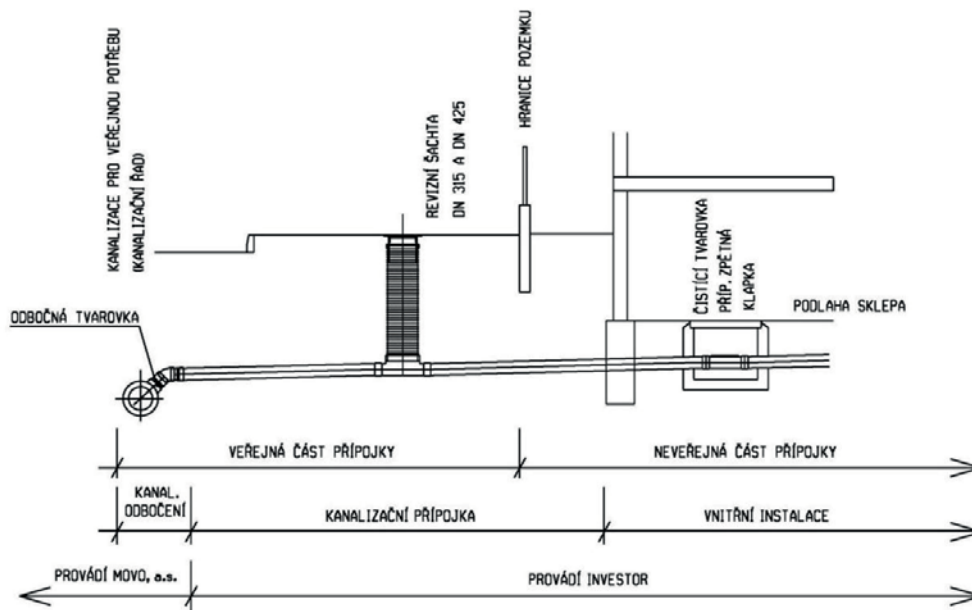 KANALIZACE PRO VEŘEJNOU POTŘEBU
(KANALIZAČNÍ ŘAD)
REVIZNÍ ŠACHTA
DN 315 A DN 425
HRANICE POZEMKU
ČISTÍCÍ TVAROVKA
PŘÍP. ZPĚTNÁ
KLAPKA
PODLAHA SKLEPA
ODBOČNÁ TVAROVKA
VEŘEJNÁ ČÁST PŘÍPOJKY
NEVEŘEJNÁ ČÁST PŘÍPOJKY
KANAL.
ODBOČENÍ
KANALIZAČNÍ PŘÍPOJKA
VNITŘNÍ INSTALACE
PROVÁDÍ MOVO, a.s.
PROVÁDÍ INVESTOR